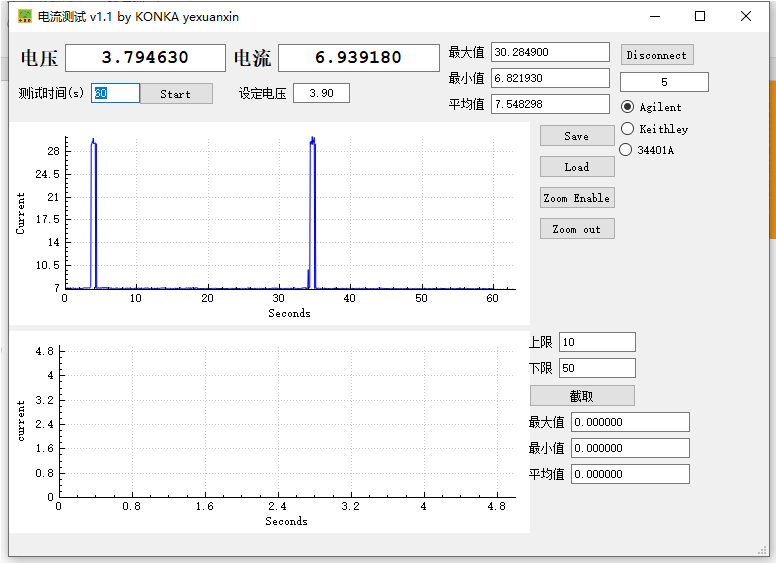 电流测试 v1.1 by KONKA yexuanxin
电压 3.794630 电流 6.939180
测试时间(s) 60 Start 设定电压 3.90
最大值 30.284900
最小值 6.821930
平均值 7.548298
Disconnect
5
Agilent
Keithley
34401A
Save
Load
Zoom Enable
Zoom out
Current
28
24.5
21
17.5
14
10.5
7
0 10 20 30 40 50 60
Seconds
current
4.8
4
3.2
2.4
1.6
0.8
0
0 0.8 1.6 2.4 3.2 4 4.8
Seconds
上限 10
下限 50
截取
最大值 0.000000
最小值 0.000000
平均值 0.000000